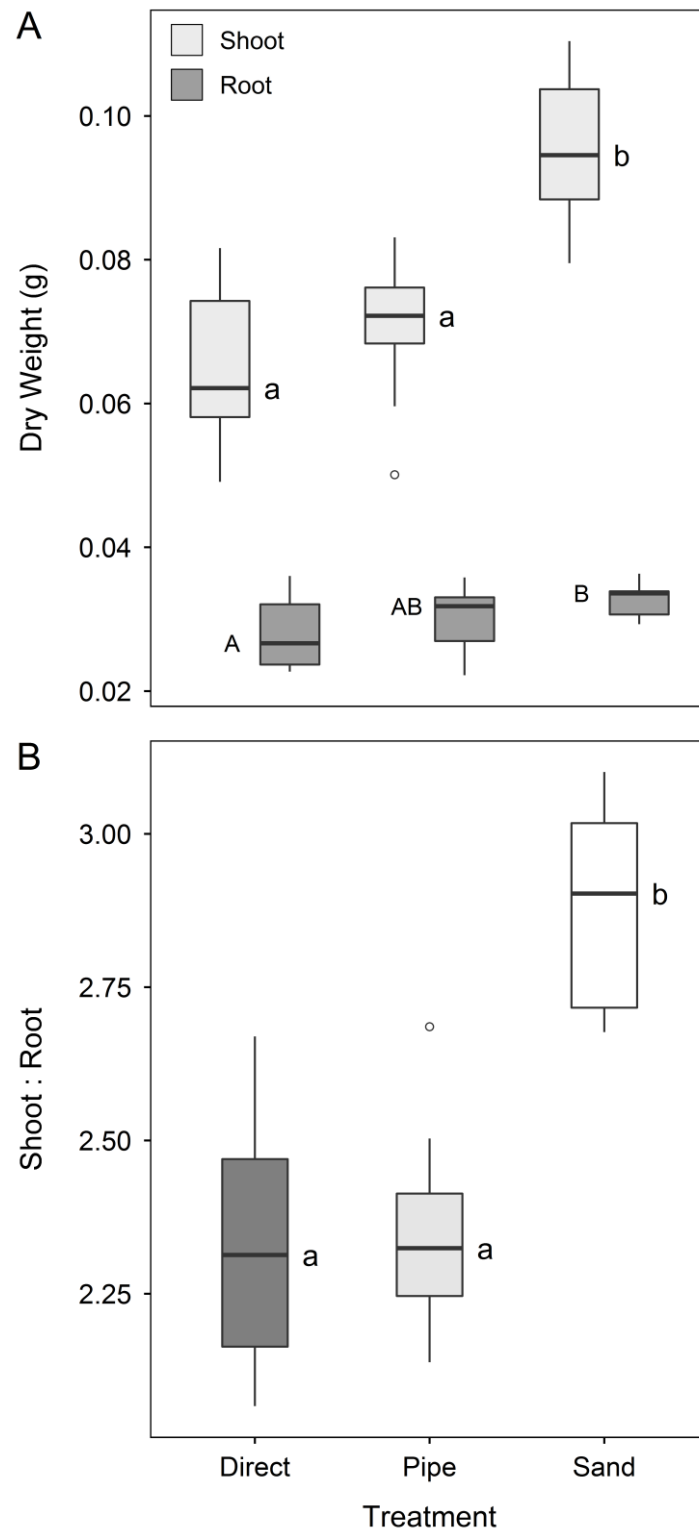 A
Shoot
Root
0.10
0.08
0.06
0.04
0.02
Dry Weight (g)
a
a
b
A
AB
B
B
3.00
2.75
2.50
2.25
Shoot : Root
a
a
b
Direct Pipe Sand
Treatment